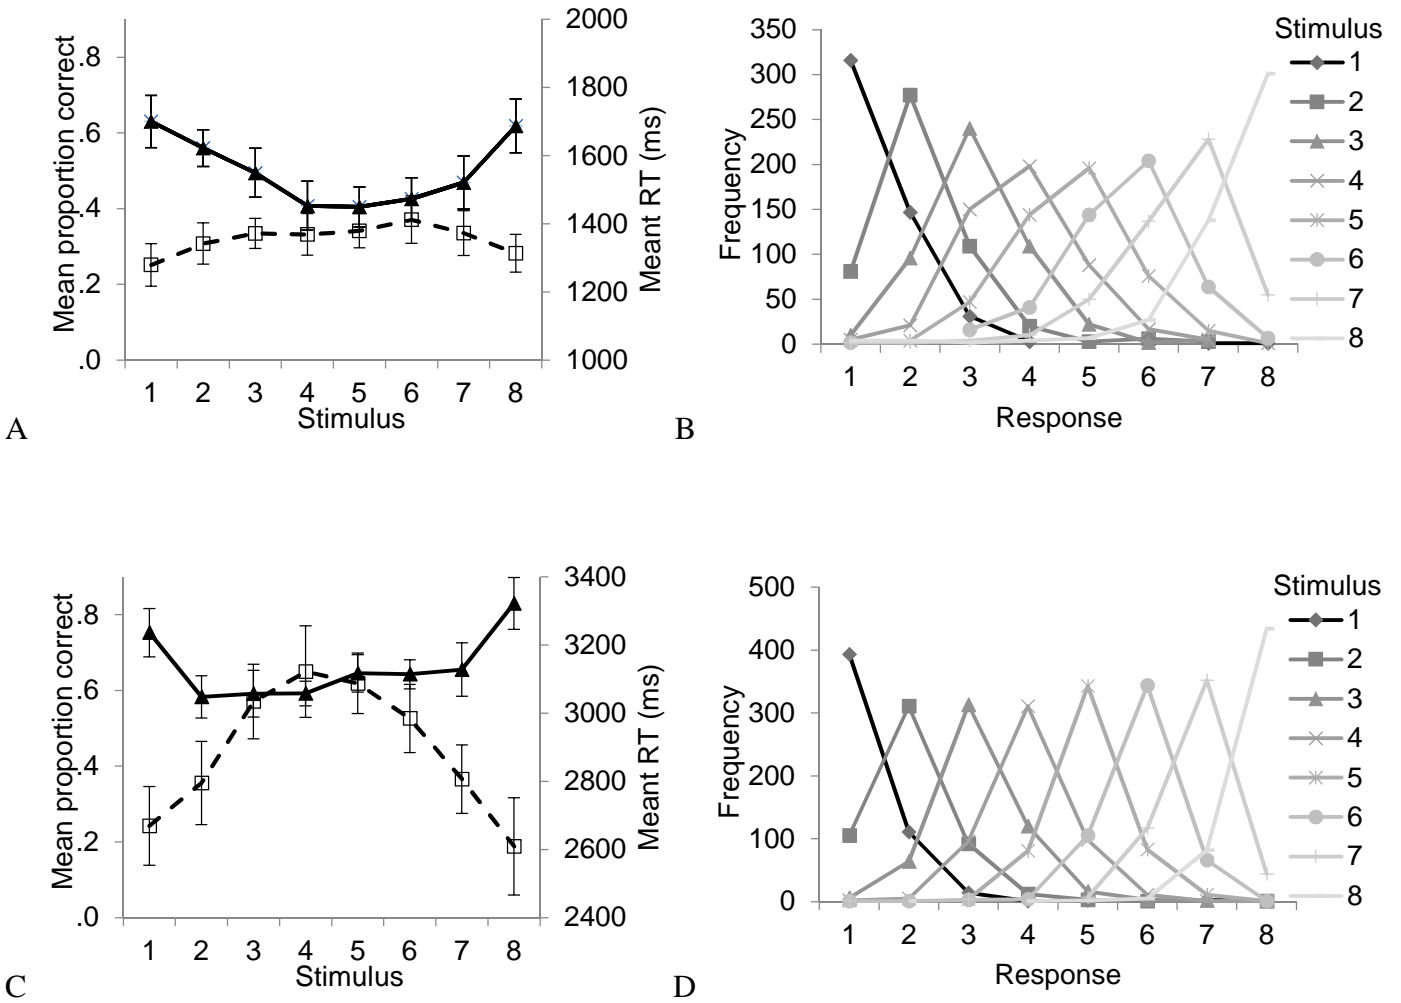 Mean proportion correct
.8
.6
.4
.2
.0
1 2 3 4 5 6 7 8
Stimulus
2000
1800
1600
1400
1200
1000
Meant RT (ms)
A
Frequency
350
300
250
200
150
100
50
0
1 2 3 4 5 6 7 8
Response
Stimulus
1
2
3
4
5
6
7
8
B
Mean proportion correct
.8
.6
.4
.2
.0
1 2 3 4 5 6 7 8
Stimulus
3400
3200
3000
2800
2600
2400
Meant RT (ms)
C
Frequency
500
400
300
200
100
0
1 2 3 4 5 6 7 8
Response
Stimulus
1
2
3
4
5
6
7
8
D